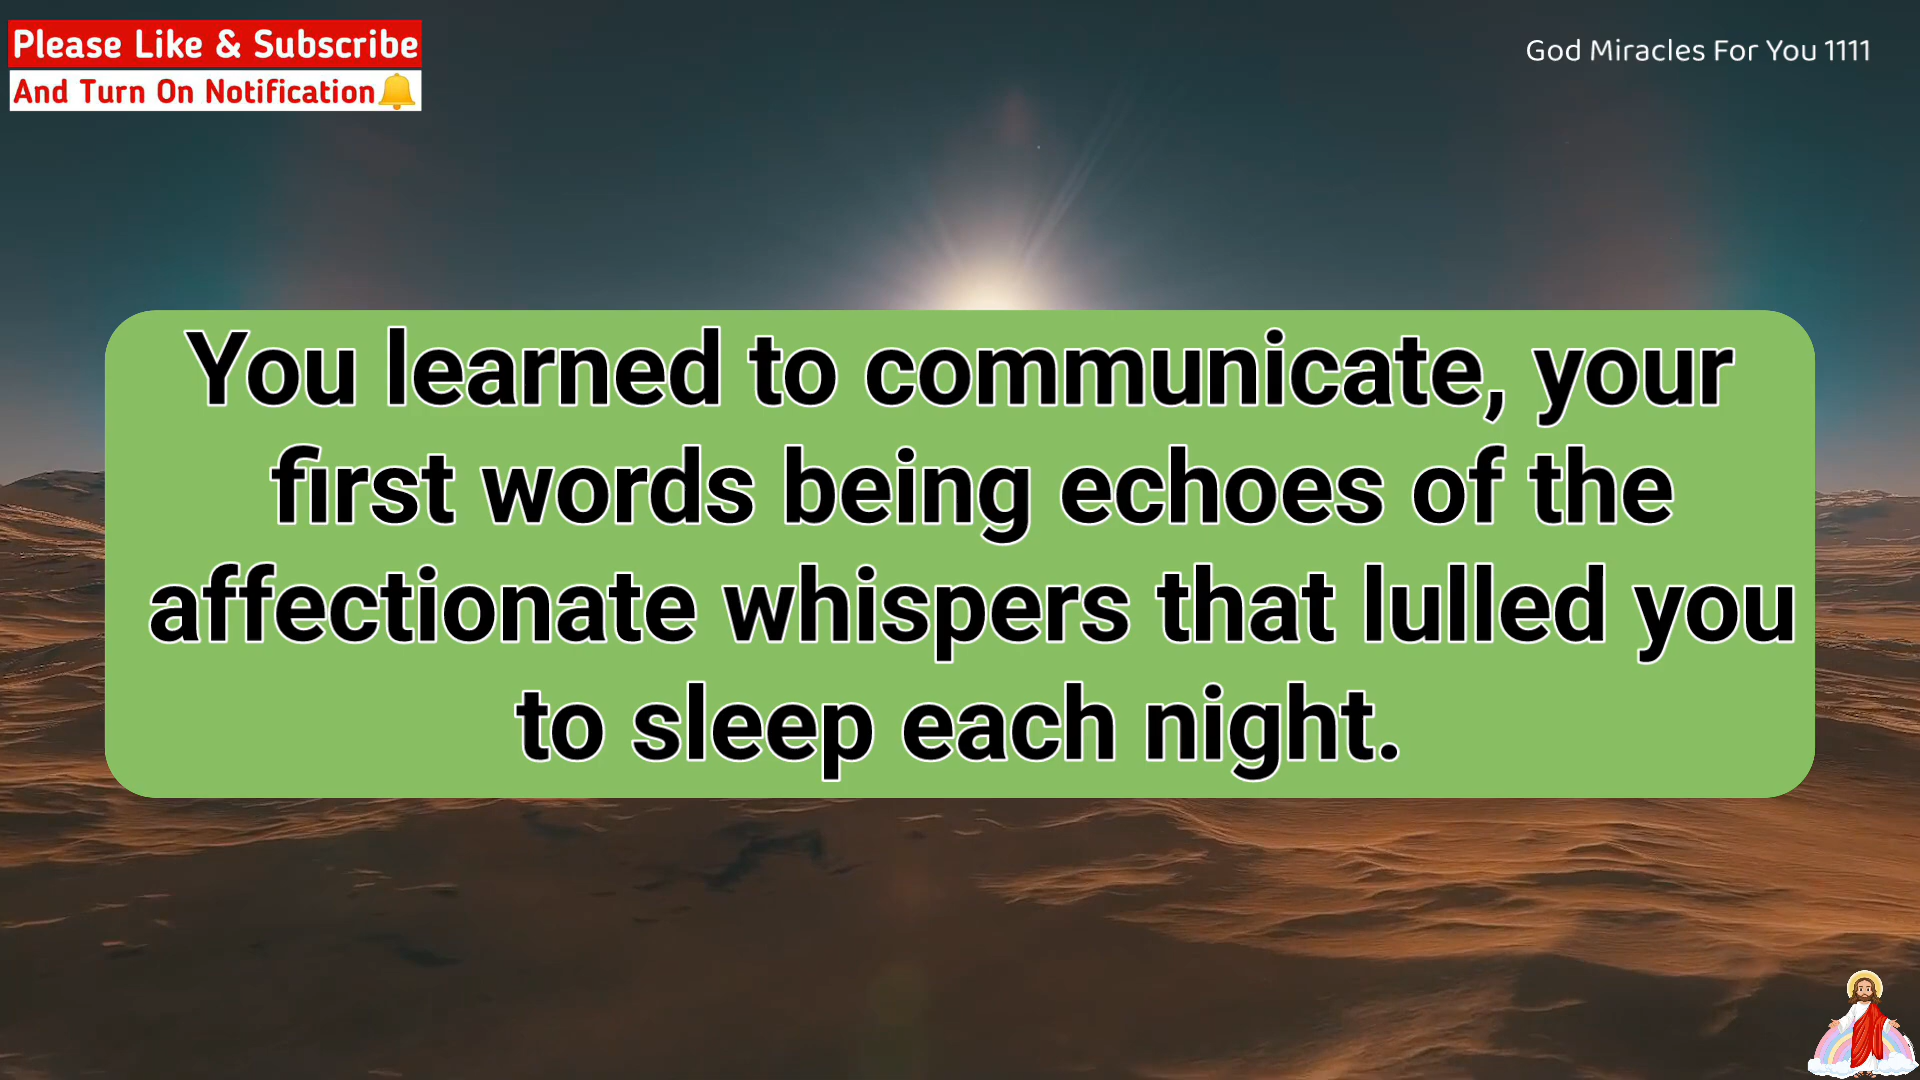 Please Like & Subscribe
And Turn On Notification🔔
God Miracles For You 1111
You learned to communicate, your
first words being echoes of the
affectionate whispers that lulled you
to sleep each night.